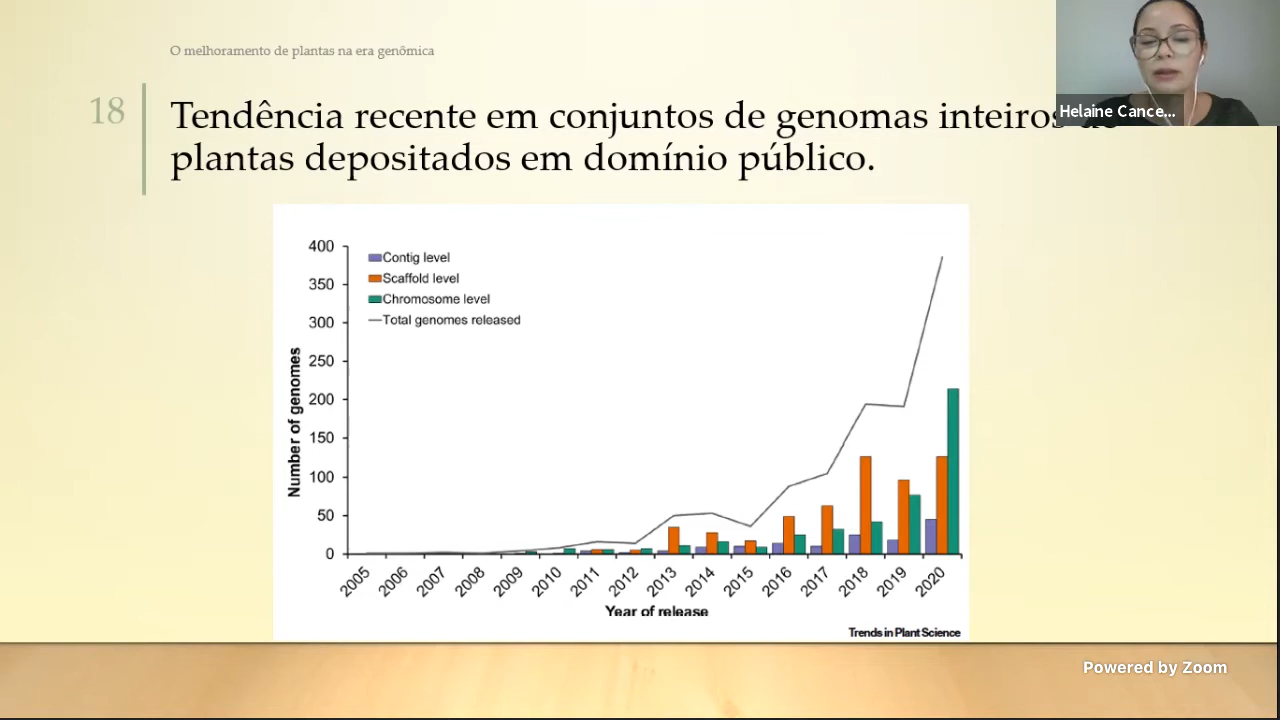 O melhoramento de plantas na era genômica
18
Tendência recente em conjuntos de genomas inteiros
plantas depositados em domínio público.
Helaine Cance...
400
350
300
250
200
150
100
50
0
Number of genomes
Contig level
Scaffold level
Chromosome level
Total genomes released
2005 2006 2007 2008 2009 2010 2011 2012 2013 2014 2015 2016 2017 2018 2019 2020
Year of release
Trends in Plant Science
Powered by Zoom